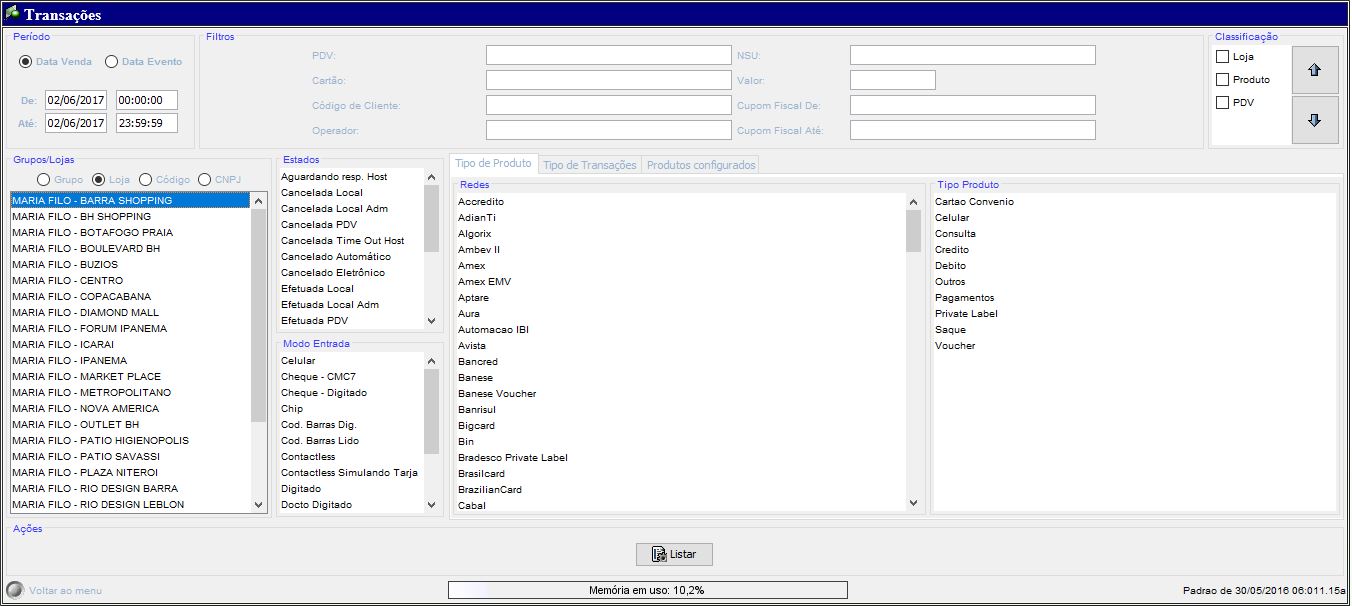 Transações
Período
Data Venda
Data Evento
De: 02/06/2017 00:00:00
Até: 02/06/2017 23:59:59
Filtros
PDV:
NSU:
Cartão:
Valor:
Código de Cliente:
Cupom Fiscal De:
Operador:
Cupom Fiscal Até:
Classificação
Loja
Produto
PDV
Grupos/Lojas
Grupo
Loja
Código
CNPJ
MARIA FILO - BARRA SHOPPING
MARIA FILO - BH SHOPPING
MARIA FILO - BOTAFOGO PRAIA
MARIA FILO - BOULEVARD BH
MARIA FILO - BUZIOS
MARIA FILO - CENTRO
MARIA FILO - COPACABANA
MARIA FILO - DIAMOND MALL
MARIA FILO - FORUM IPANEMA
MARIA FILO - ICARAI
MARIA FILO - IPANEMA
MARIA FILO - MARKET PLACE
MARIA FILO - METROPOLITANO
MARIA FILO - NOVA AMERICA
MARIA FILO - OUTLET BH
MARIA FILO - PATIO HIGIENOPOLIS
MARIA FILO - PATIO SAVASSI
MARIA FILO - PLAZA NITEROI
MARIA FILO - RIO DESIGN BARRA
MARIA FILO - RIO DESIGN LEBLON
Estados
Aguardando resp. Host
Cancelada Local
Cancelada Local Adm
Cancelada PDV
Cancelada Time Out Host
Cancelado Automático
Cancelado Eletrônico
Efetuada Local
Efetuada Local Adm
Efetuada PDV
Modo Entrada
Celular
Cheque - CMC7
Cheque - Digitado
Chip
Cod. Barras Dig.
Cod. Barras Lido
Contactless
Contactless Simulando Tarja
Digitado
Docto Digitado
Tipo de Produto
Tipo de Transações
Produtos configurados
Redes
Accredito
AdianTi
Algorix
Ambev II
Amex
Amex EMV
Aptare
Aura
Automacao IBI
Avista
Bancred
Banese
Banese Voucher
Banrisul
Bigcard
Bin
Bradesco Private Label
Brasilcard
BrazilianCard
Cabal
Tipo Produto
Cartao Convenio
Celular
Consulta
Credito
Debito
Outros
Pagamentos
Private Label
Saque
Voucher
Ações
Listar
Voltar ao menu
Memória em uso: 10,2%
Padrao de 30/05/2016 06:011.15a